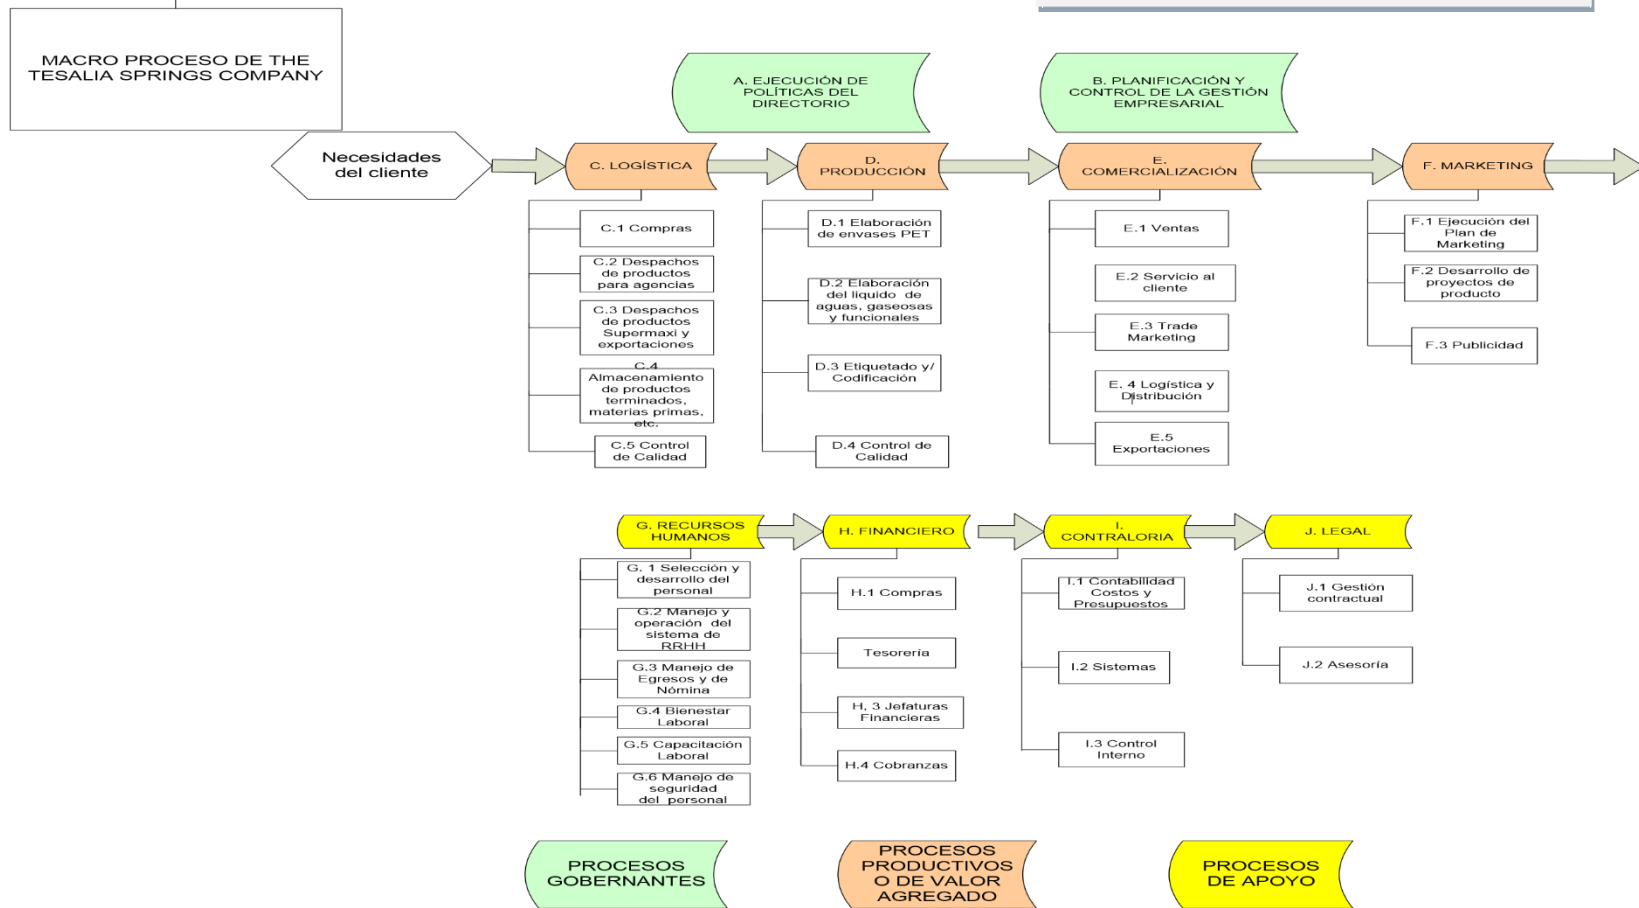 MACRO PROCESO DE THE
TESALIA SPRINGS COMPANY
A. EJECUCIÓN DE
POLÍTICAS DEL
DIRECTORIO
B. PLANIFICACIÓN Y
CONTROL DE LA GESTIÓN
EMPRESARIAL
Necesidades
del cliente
C. LOGÍSTICA
D.
PRODUCCIÓN
E.
COMERCIALIZACIÓN
F. MARKETING
C.1 Compras
C.2 Despachos
de productos
para agencias
C.3 Despachos
de productos
Supermaxi y
exportaciones
C.4
Almacenamiento
de productos
terminados,
materias primas,
etc.
C.5 Control
de Calidad
D.1 Elaboración
de envases PET
D.2 Elaboración
del liquido de
aguas, gaseosas
y funcionales
D.3 Etiquetado y/
Codificación
D.4 Control de
Calidad
E.1 Ventas
E.2 Servicio al
cliente
E.3 Trade
Marketing
E. 4 Logística y
Distribución
E.5
Exportaciones
F.1 Ejecución del
Plan de
Marketing
F.2 Desarrollo de
proyectos de
producto
F.3 Publicidad
G. RECURSOS
HUMANOS
H. FINANCIERO
I.
CONTRALORIA
J. LEGAL
G. 1 Selección y
desarrollo del
personal
G.2 Manejo y
operación del
sistema de
RRHH
G.3 Manejo de
Egresos y de
Nómina
G.4 Bienestar
Laboral
G.5 Capacitación
Laboral
G.6 Manejo de
seguridad
del personal
H.1 Compras
Tesorería
H, 3 Jefaturas
Financieras
H.4 Cobranzas
I.1 Contabilidad
Costos y
Presupuestos
I.2 Sistemas
I.3 Control
Interno
J.1 Gestión
contractual
J.2 Asesoría
PROCESOS
GOBERNANTES
PROCESOS
PRODUCTIVOS
O DE VALOR
AGREGADO
PROCESOS
DE APOYO